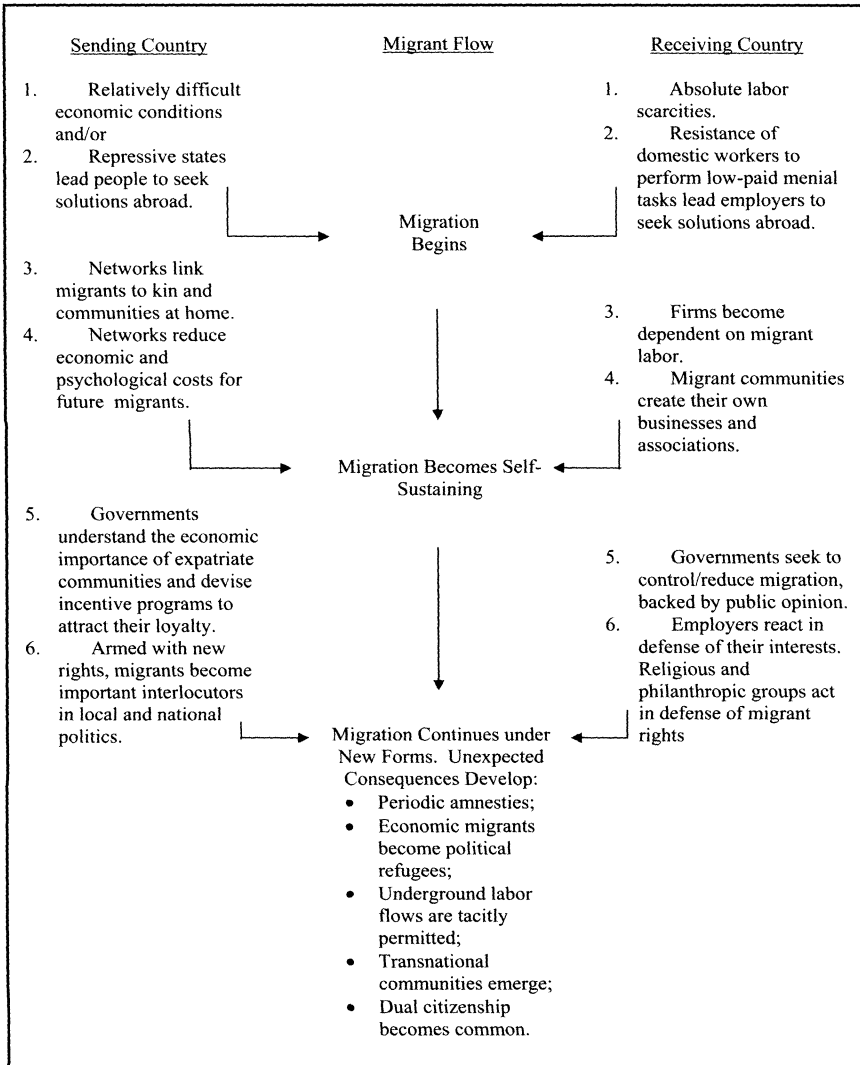 Sending Country
1. Relatively difficult
economic conditions
and/or
2. Repressive states
lead people to seek
solutions abroad.
3. Networks link
migrants to kin and
communities at home.
4. Networks reduce
economic and
psychological costs for
future migrants.
5. Governments
understand the economic
importance of expatriate
communities and devise
incentive programs to
attract their loyalty.
6. Armed with new
rights, migrants become
important interlocutors
in local and national
politics.
Migrant Flow
Migration
Begins
Migration Becomes Self-
Sustaining
Migration Continues under
New Forms. Unexpected
Consequences Develop:
• Periodic amnesties;
• Economic migrants
become political
refugees;
• Underground labor
flows are tacitly
permitted;
• Transnational
communities emerge;
• Dual citizenship
becomes common.
Receiving Country
1. Absolute labor
scarcities.
2. Resistance of
domestic workers to
perform low-paid menial
tasks lead employers to
seek solutions abroad.
3. Firms become
dependent on migrant
labor.
4. Migrant communities
create their own
businesses and
associations.
5. Governments seek to
control/reduce migration,
backed by public opinion.
6. Employers react in
defense of their interests.
Religious and
philanthropic groups act
in defense of migrant
rights